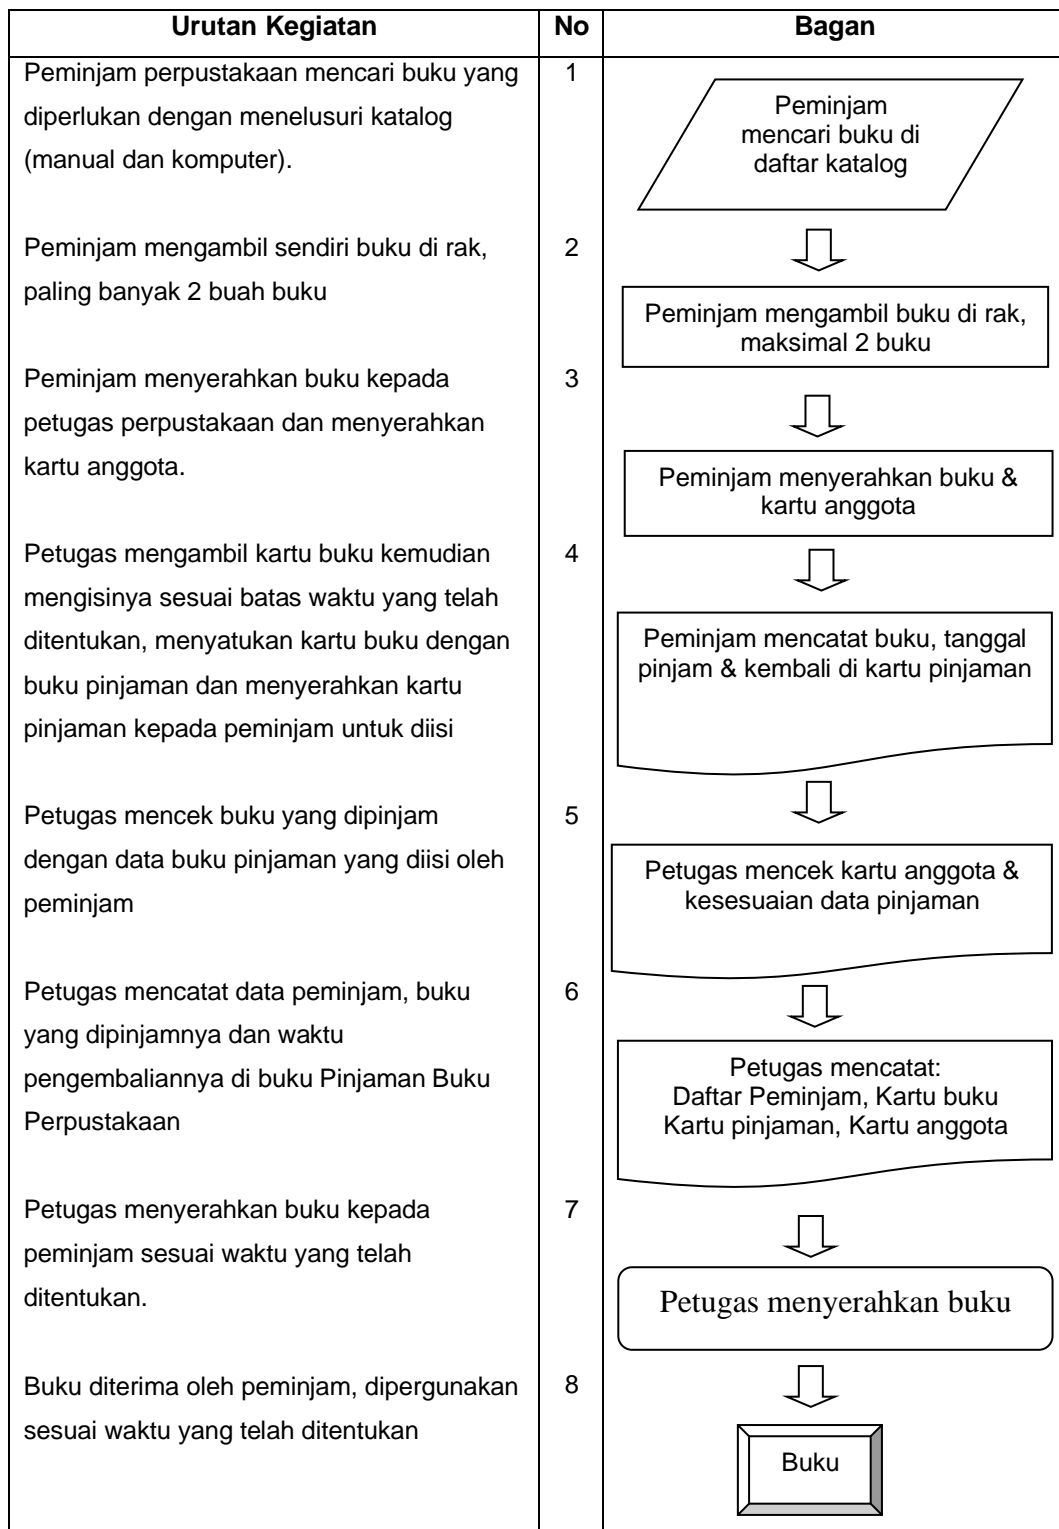 Urutan Kegiatan No Bagan
Peminjam perpustakaan mencari buku yang
diperlukan dengan menelusuri katalog
(manual dan komputer).
1
Peminjam
mencari buku di
daftar katalog
Peminjam mengambil sendiri buku di rak,
paling banyak 2 buah buku
2
Peminjam mengambil buku di rak,
maksimal 2 buku
Peminjam menyerahkan buku kepada
petugas perpustakaan dan menyerahkan
kartu anggota.
3
Peminjam menyerahkan buku &
kartu anggota
Petugas mengambil kartu buku kemudian
mengisinya sesuai batas waktu yang telah
ditentukan, menyatukan kartu buku dengan
buku pinjaman dan menyerahkan kartu
pinjaman kepada peminjam untuk diisi
4
Peminjam mencatat buku, tanggal
pinjam & kembali di kartu pinjaman
Petugas mencek buku yang dipinjam
dengan data buku pinjaman yang diisi oleh
peminjam
5
Petugas mencek kartu anggota &
kesesuaian data pinjaman
Petugas mencatat data peminjam, buku
yang dipinjamnya dan waktu
pengembaliannya di buku Pinjaman Buku
Perpustakaan
6
Petugas mencatat:
Daftar Peminjam, Kartu buku
Kartu pinjaman, Kartu anggota
Petugas menyerahkan buku kepada
peminjam sesuai waktu yang telah
ditentukan.
7
Petugas menyerahkan buku
Buku diterima oleh peminjam, dipergunakan
sesuai waktu yang telah ditentukan
8
Buku